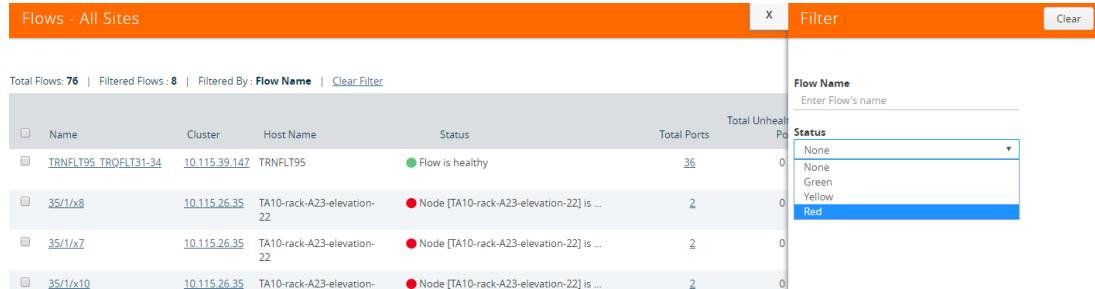 Flows - All Sites
X
Filter
Clear
Total Flows: 76 | Filtered Flows : 8 | Filtered By : Flow Name | Clear Filter
Flow Name
Enter Flow's name
Name Cluster Host Name Status Total Ports Total Unhealt
Po
Status
None
None
Green
Yellow
Red
TRNFLT95_TRQFLT31-34 10.115.39.147 TRNFLT95 Flow is healthy 36 0
35/1/x8 10.115.26.35 TA10-rack-A23-elevation- Node [TA10-rack-A23-elevation-22] is ... 2 0
22
35/1/x7 10.115.26.35 TA10-rack-A23-elevation- Node [TA10-rack-A23-elevation-22] is ... 2 0
22
35/1/x10 10.115.26.35 TA10-rack-A23-elevation- Node [TA10-rack-A23-elevation-22] is ... 2 0